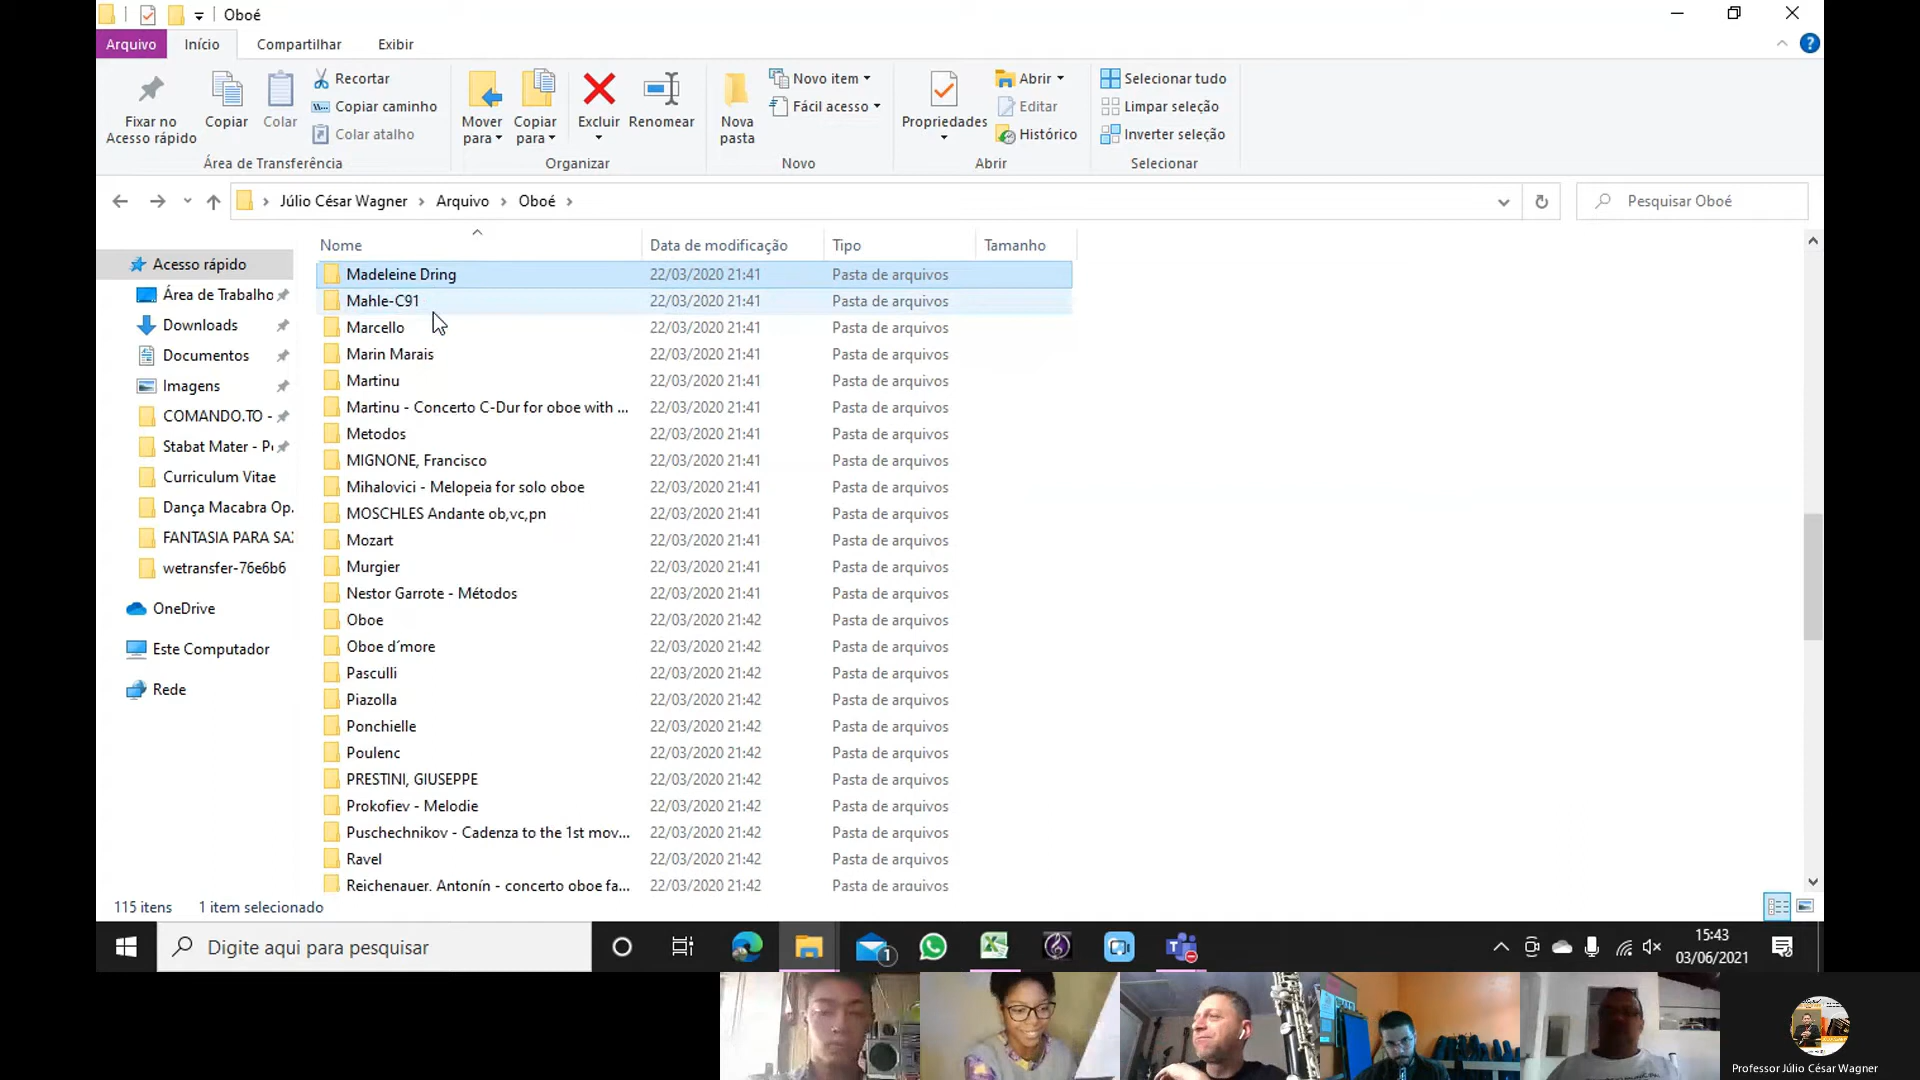 Oboé
Arquivo Início Compartilhar Exibir
Fixar no Acesso rápido
Copiar
Colar
Recortar
Copiar caminho
Colar atalho
Área de Transferência
Mover para
Copiar para
Excluir
Renomear
Organizar
Nova pasta
Novo item
Fácil acesso
Novo
Propriedades
Abrir
Editar
Histórico
Abrir
Selecionar tudo
Limpar seleção
Inverter seleção
Selecionar
Júlio César Wagner > Arquivo > Oboé >
Pesquisar Oboé
Acesso rápido
Área de Trabalho
Downloads
Documentos
Imagens
COMANDO.TO -
Stabat Mater - Pe
Curriculum Vitae
Dança Macabra Op.
FANTASIA PARA SAX
wetransfer-76e6b6
OneDrive
Este Computador
Rede
Nome Data de modificação Tipo Tamanho
Madeleine Dring 22/03/2020 21:41 Pasta de arquivos
Mahle-C91 22/03/2020 21:41 Pasta de arquivos
Marcello 22/03/2020 21:41 Pasta de arquivos
Marin Marais 22/03/2020 21:41 Pasta de arquivos
Martinu 22/03/2020 21:41 Pasta de arquivos
Martinu - Concerto C-Dur for oboe with ... 22/03/2020 21:41 Pasta de arquivos
Metodos 22/03/2020 21:41 Pasta de arquivos
MIGNONE, Francisco 22/03/2020 21:41 Pasta de arquivos
Mihalovici - Melopeia for solo oboe 22/03/2020 21:41 Pasta de arquivos
MOSCHLES Andante ob,vc,pn 22/03/2020 21:41 Pasta de arquivos
Mozart 22/03/2020 21:41 Pasta de arquivos
Murgier 22/03/2020 21:41 Pasta de arquivos
Nestor Garrote - Métodos 22/03/2020 21:41 Pasta de arquivos
Oboe 22/03/2020 21:42 Pasta de arquivos
Oboe d´more 22/03/2020 21:42 Pasta de arquivos
Pasculli 22/03/2020 21:42 Pasta de arquivos
Piazolla 22/03/2020 21:42 Pasta de arquivos
Ponchielle 22/03/2020 21:42 Pasta de arquivos
Poulenc 22/03/2020 21:42 Pasta de arquivos
PRESTINI, GIUSEPPE 22/03/2020 21:42 Pasta de arquivos
Prokofiev - Melodie 22/03/2020 21:42 Pasta de arquivos
Puschechnikov - Cadenza to the 1st mov... 22/03/2020 21:42 Pasta de arquivos
Ravel 22/03/2020 21:42 Pasta de arquivos
Reichenauer. Antonín - concerto oboe fa... 22/03/2020 21:42 Pasta de arquivos
115 itens 1 item selecionado
Digite aqui para pesquisar
1
15:43
03/06/2021
Professor Júlio César Wagner